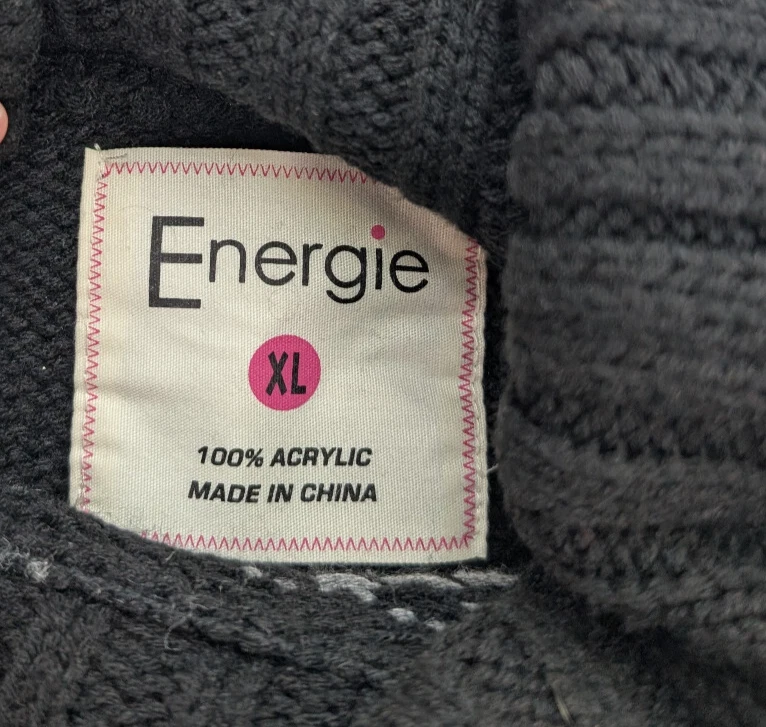 Energie
XL
100% ACRYLIC
MADE IN CHINA